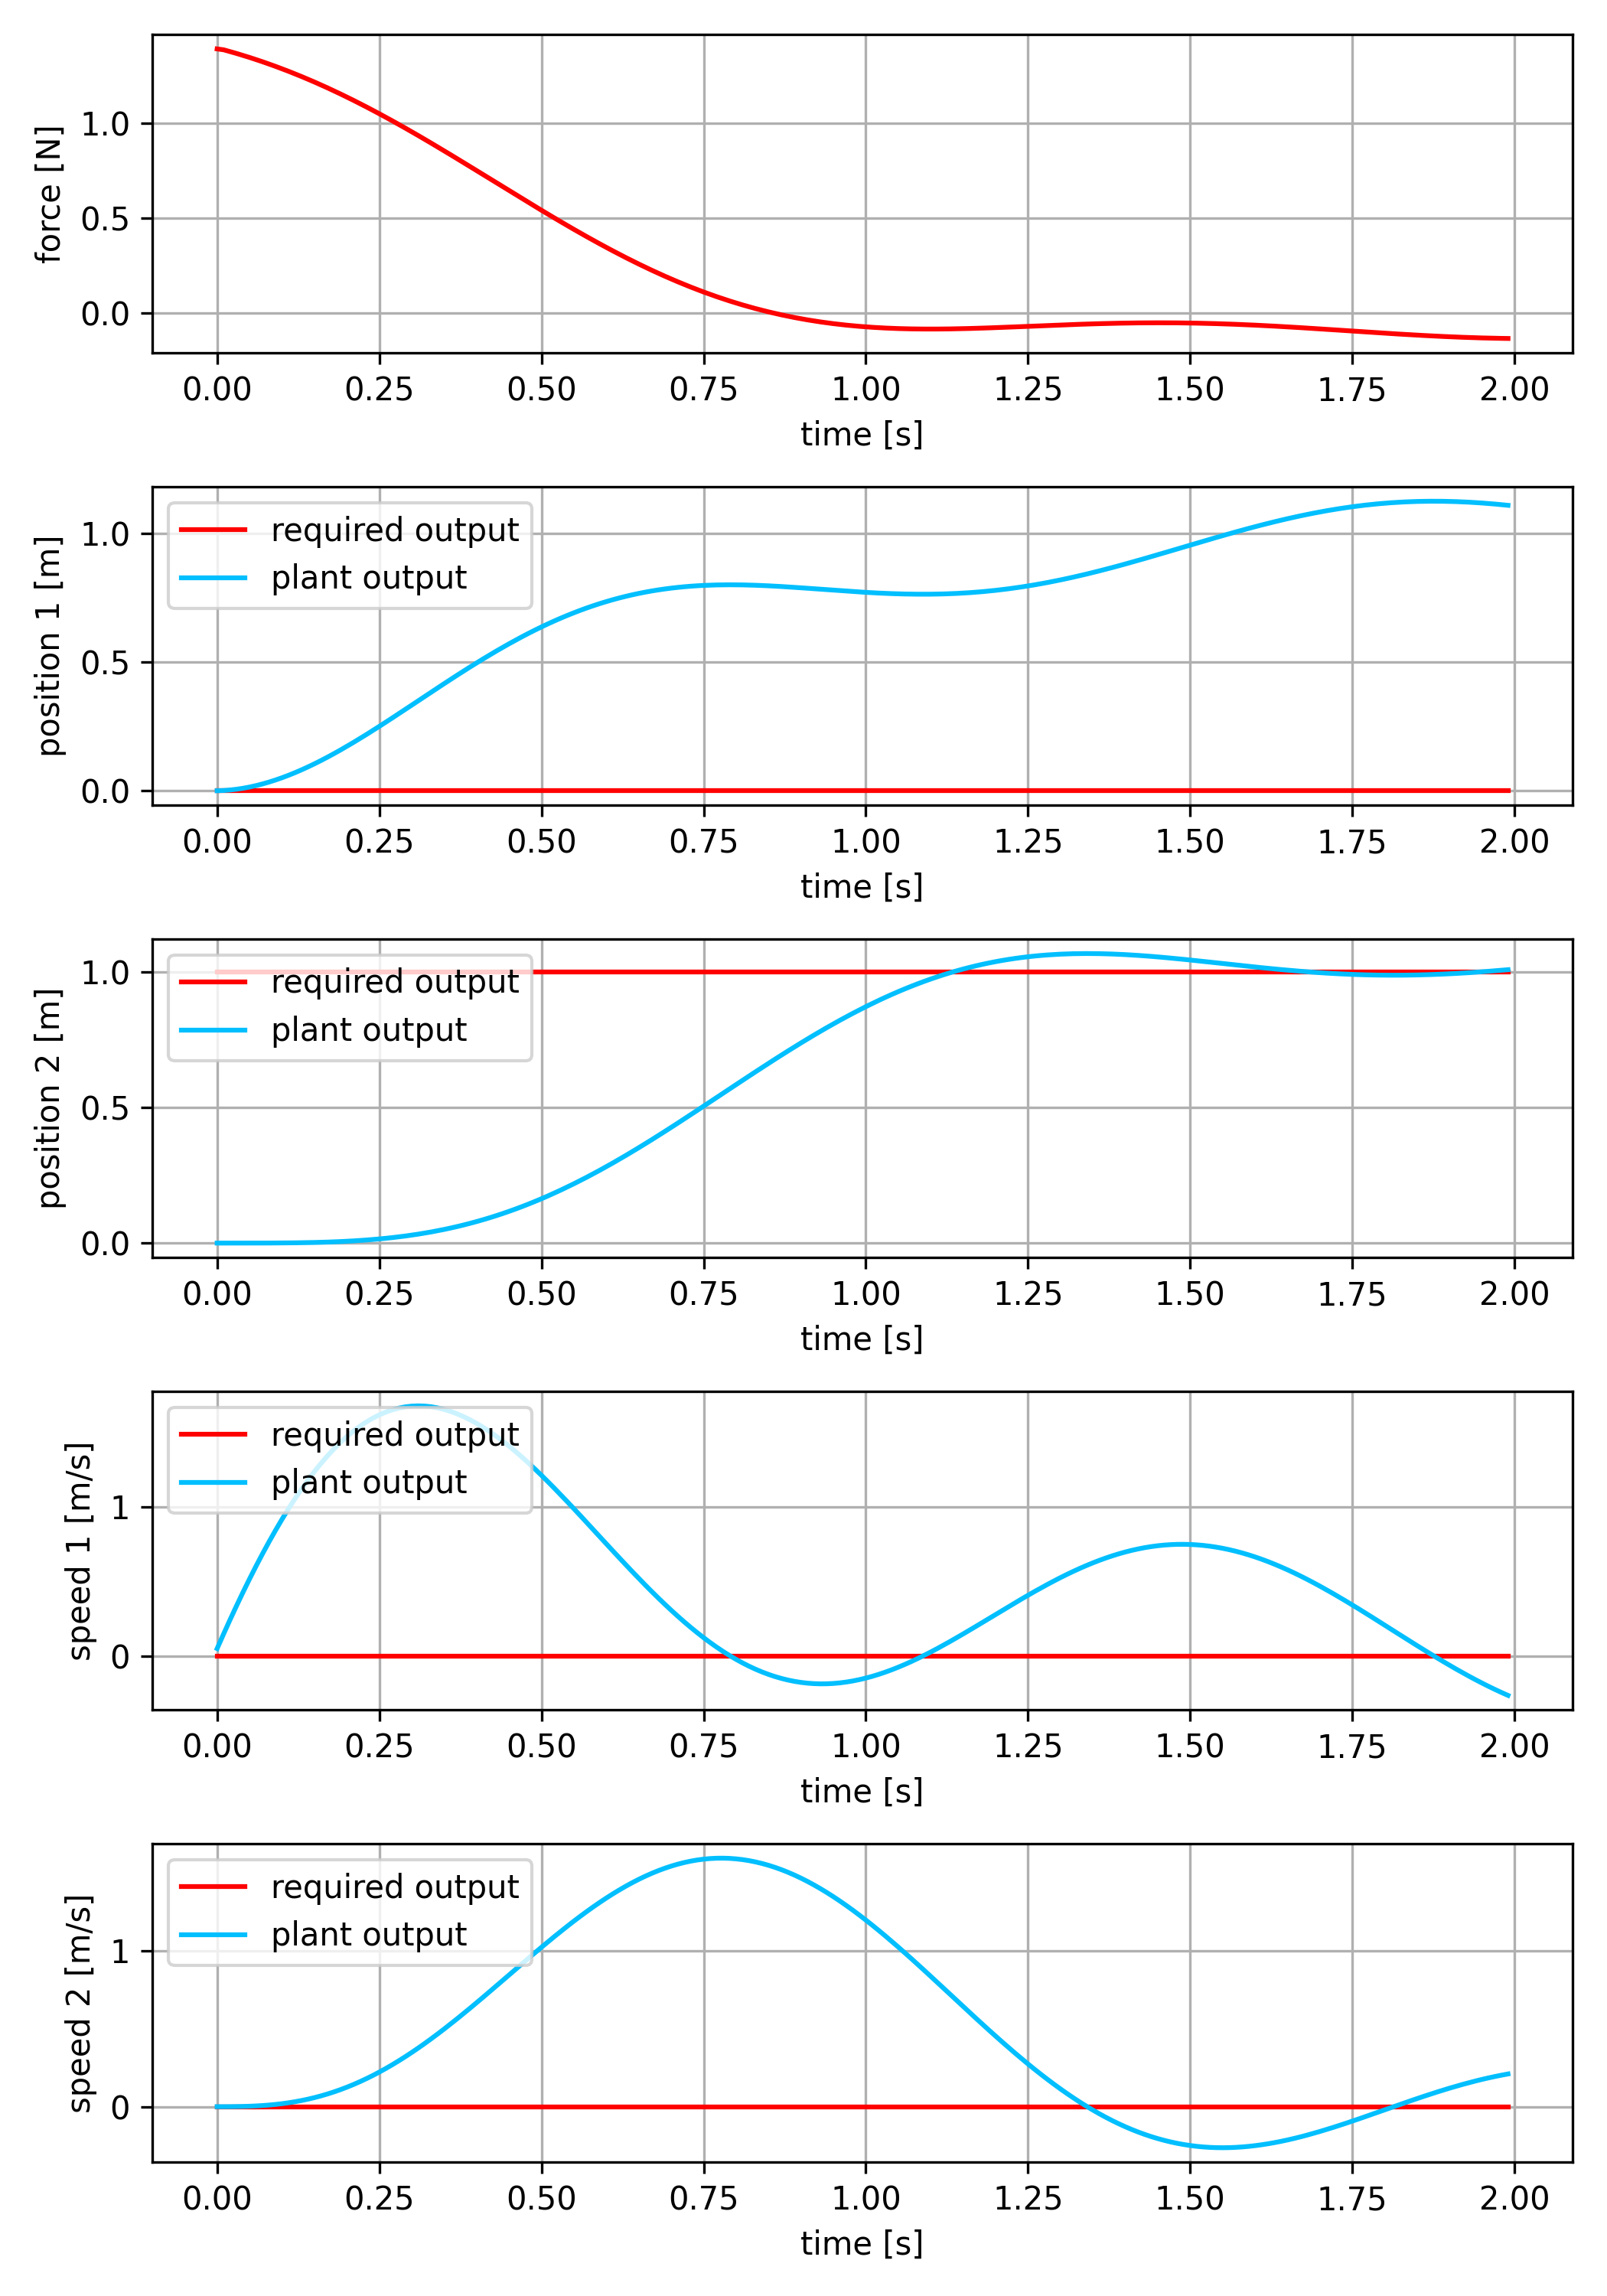 force [N]
1.0
0.5
0.0
0.00 0.25 0.50 0.75 1.00 1.25 1.50 1.75 2.00
time [s]
position 1 [m]
1.0
0.5
0.0
required output
plant output
0.00 0.25 0.50 0.75 1.00 1.25 1.50 1.75 2.00
time [s]
position 2 [m]
1.0
0.5
0.0
required output
plant output
0.00 0.25 0.50 0.75 1.00 1.25 1.50 1.75 2.00
time [s]
speed 1 [m/s]
1
0
required output
plant output
0.00 0.25 0.50 0.75 1.00 1.25 1.50 1.75 2.00
time [s]
speed 2 [m/s]
1
0
required output
plant output
0.00 0.25 0.50 0.75 1.00 1.25 1.50 1.75 2.00
time [s]